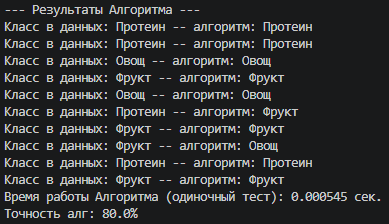 --- Результаты Алгоритма ---
Класс в данных: Протеин -- алгоритм: Протеин
Класс в данных: Протеин -- алгоритм: Протеин
Класс в данных: Овощ -- алгоритм: Овощ
Класс в данных: Фрукт -- алгоритм: Фрукт
Класс в данных: Овощ -- алгоритм: Овощ
Класс в данных: Протеин -- алгоритм: Фрукт
Класс в данных: Фрукт -- алгоритм: Фрукт
Класс в данных: Фрукт -- алгоритм: Овощ
Класс в данных: Протеин -- алгоритм: Протеин
Класс в данных: Фрукт -- алгоритм: Фрукт
Время работы Алгоритма (одиночный тест): 0.000545 сек.
Точность алг: 80.0%